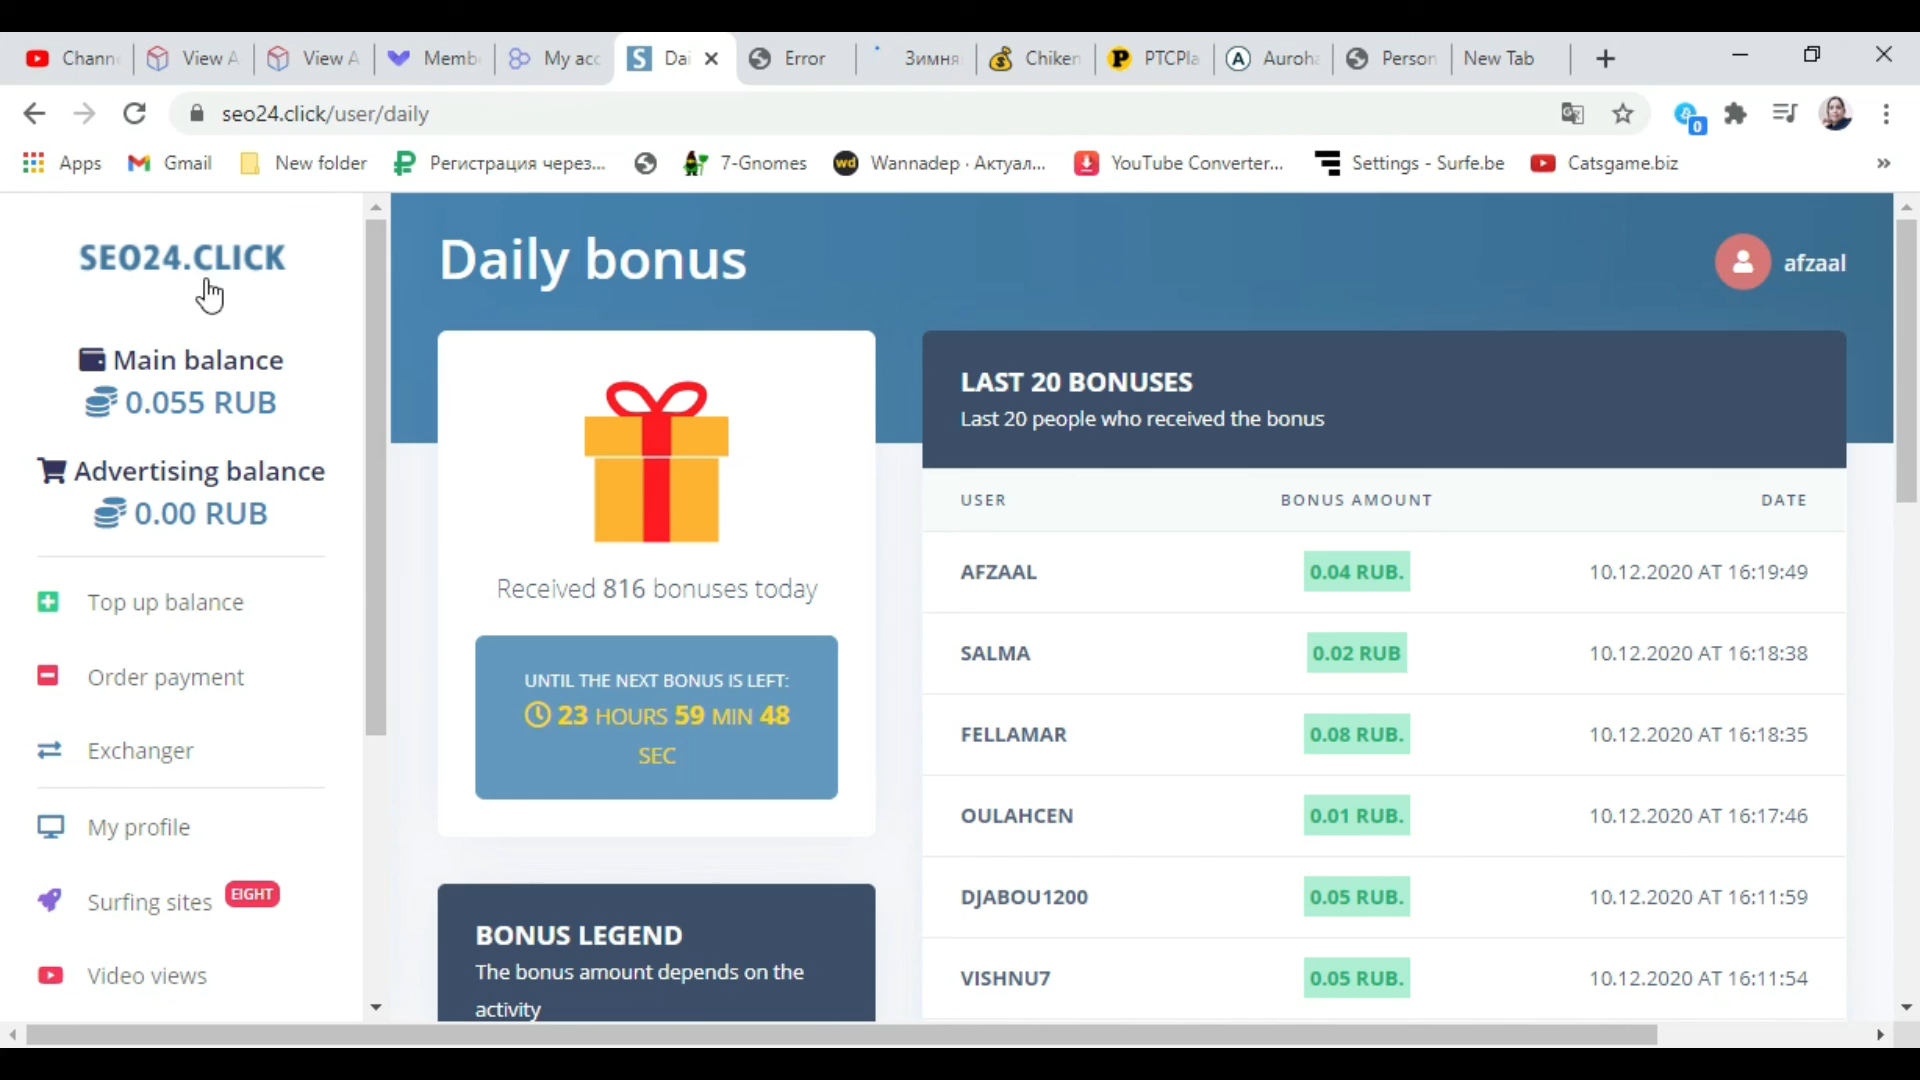 Chann
View A
View A
Memb
My acc
S
Dai
Error
Зимня
Chiken
P
PTCPla
A
Auroha
Person
New Tab
seo24.click/user/daily
0
Apps
Gmail
New folder
Регистрация через...
7-Gnomes
wd
Wannadep · Актуал...
YouTube Converter...
Settings - Surfe.be
Catsgame.biz
»
SEO24.CLICK
Main balance
0.055 RUB
Advertising balance
0.00 RUB
Top up balance
Order payment
Exchanger
My profile
Surfing sites EIGHT
Video views
Daily bonus
afzaal
Received 816 bonuses today
UNTIL THE NEXT BONUS IS LEFT:
23 HOURS 59 MIN 48
SEC
BONUS LEGEND
The bonus amount depends on the
activity
LAST 20 BONUSES
Last 20 people who received the bonus
USER BONUS AMOUNT DATE
AFZAAL 0.04 RUB. 10.12.2020 AT 16:19:49
SALMA 0.02 RUB 10.12.2020 AT 16:18:38
FELLAMAR 0.08 RUB. 10.12.2020 AT 16:18:35
OULAHCEN 0.01 RUB. 10.12.2020 AT 16:17:46
DJABOU1200 0.05 RUB. 10.12.2020 AT 16:11:59
VISHNU7 0.05 RUB. 10.12.2020 AT 16:11:54